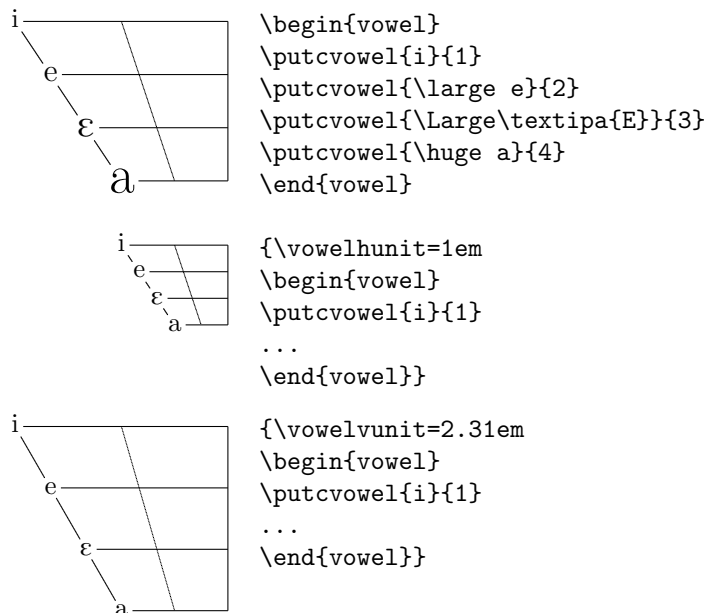 i
e
ɛ
a
\begin{vowel}
\putcvowel{i}{1}
\putcvowel{\large e}{2}
\putcvowel{\Large\textipa{E}}{3}
\putcvowel{\huge a}{4}
\end{vowel}
i
e
ɛ
a
{\vowelhunit=1em
\begin{vowel}
\putcvowel{i}{1}
...
\end{vowel}}
i
e
ɛ
a
{\vowelvunit=2.31em
\begin{vowel}
\putcvowel{i}{1}
...
\end{vowel}}